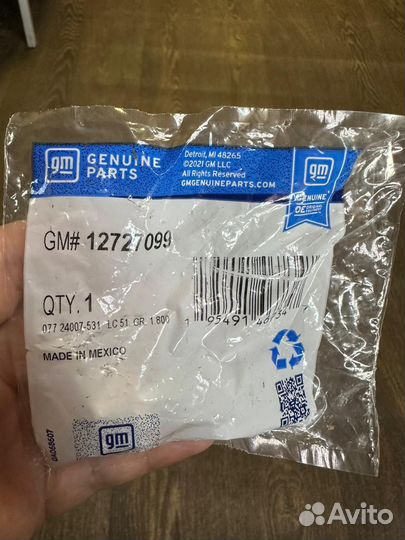 gm
GENUINE
PARTS
Detroit, MI 48265
©2021 GM LLC
All Rights Reserved
GMGENUINEPARTS.COM
gm
GENUINE
OE
GM# 12727099
QTY. 1
077 24007-531 LC 51 GR. 1.800
MADE IN MEXICO
gm
Avito